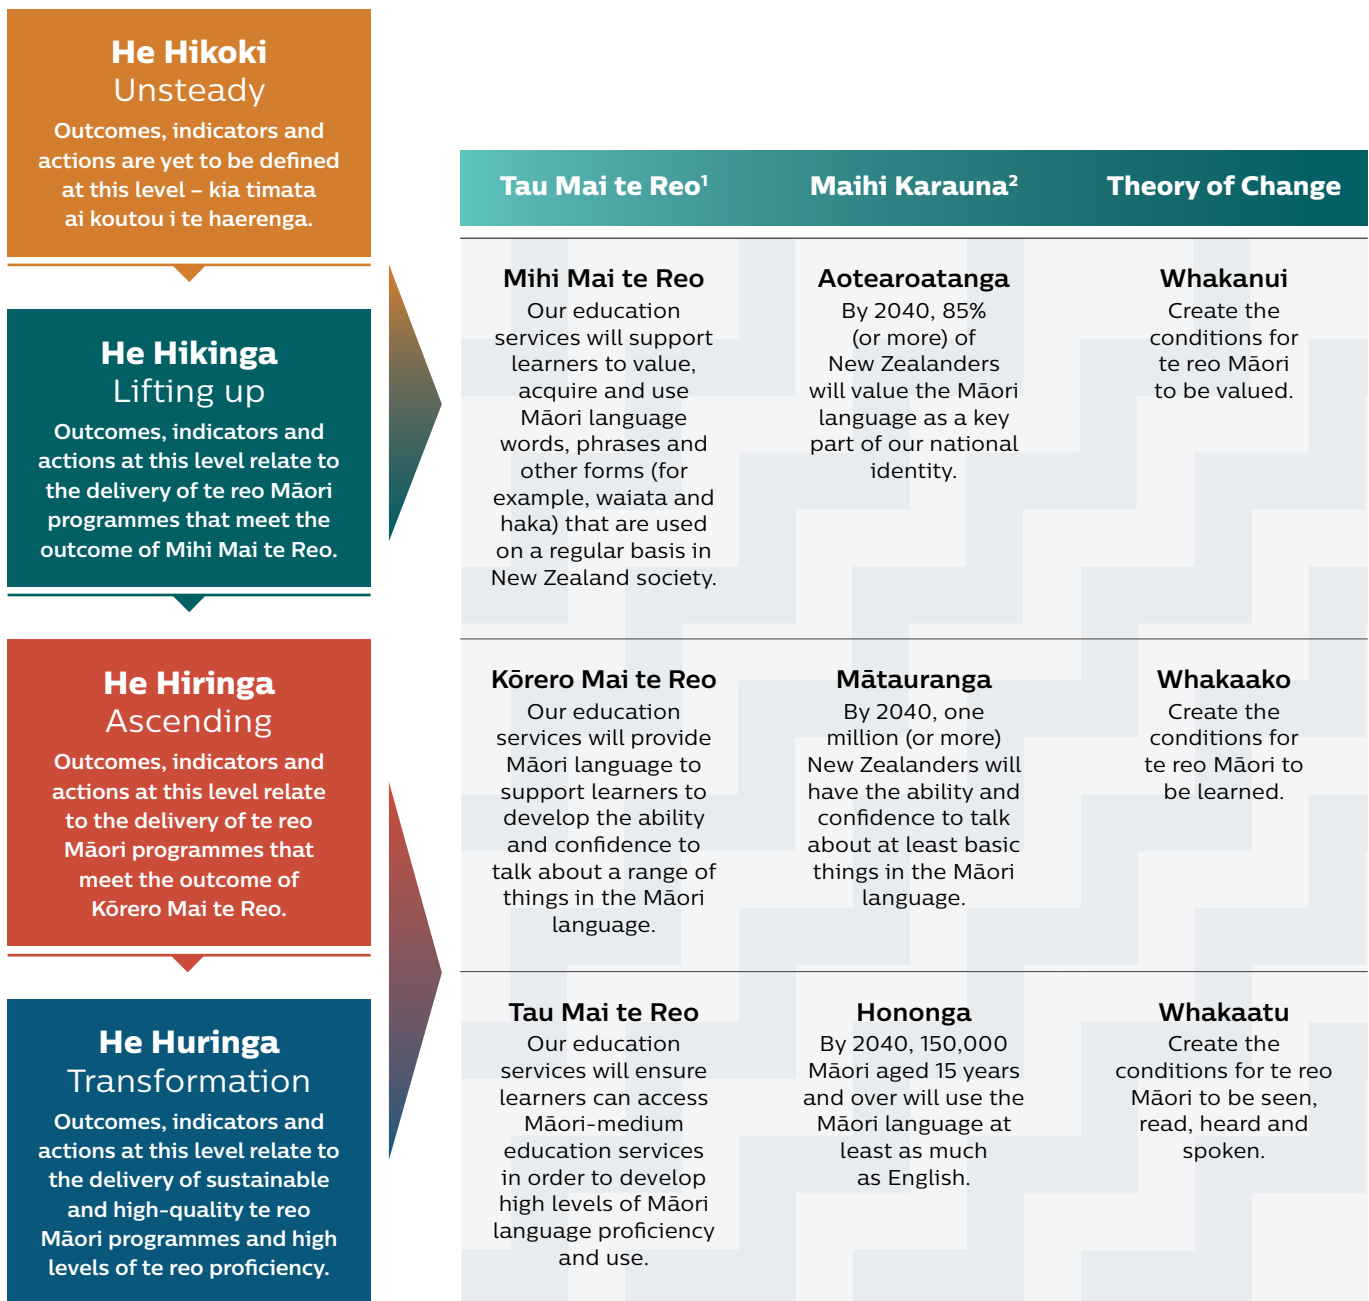 He Hikoki
Unsteady
Outcomes, indicators and
actions are yet to be defined
at this level – kia timata
ai koutou i te haerenga.
He Hikinga
Lifting up
Outcomes, indicators and
actions at this level relate to
the delivery of te reo Māori
programmes that meet the
outcome of Mihi Mai te Reo.
He Hiringa
Ascending
Outcomes, indicators and
actions at this level relate
to the delivery of te reo
Māori programmes that
meet the outcome of
Kōrero Mai te Reo.
He Huringa
Transformation
Outcomes, indicators and
actions at this level relate to
the delivery of sustainable
and high-quality te reo
Māori programmes and high
levels of te reo proficiency.
Tau Mai te Reo¹
Maihi Karauna²
Theory of Change
Mihi Mai te Reo
Our education
services will support
learners to value,
acquire and use
Māori language
words, phrases and
other forms (for
example, waiata and
haka) that are used
on a regular basis in
New Zealand society.
Aotearoatanga
By 2040, 85%
(or more) of
New Zealanders
will value the Māori
language as a key
part of our national
identity.
Whakanui
Create the
conditions for
te reo Māori
to be valued.
Kōrero Mai te Reo
Our education
services will provide
Māori language to
support learners to
develop the ability
and confidence to
talk about a range of
things in the Māori
language.
Mātauranga
By 2040, one
million (or more)
New Zealanders will
have the ability and
confidence to talk
about at least basic
things in the Māori
language.
Whakaako
Create the
conditions for
te reo Māori to
be learned.
Tau Mai te Reo
Our education
services will ensure
learners can access
Māori-medium
education services
in order to develop
high levels of Māori
language proficiency
and use.
Hononga
By 2040, 150,000
Māori aged 15 years
and over will use the
Māori language at
least as much
as English.
Whakaatu
Create the
conditions for te reo
Māori to be seen,
read, heard and
spoken.